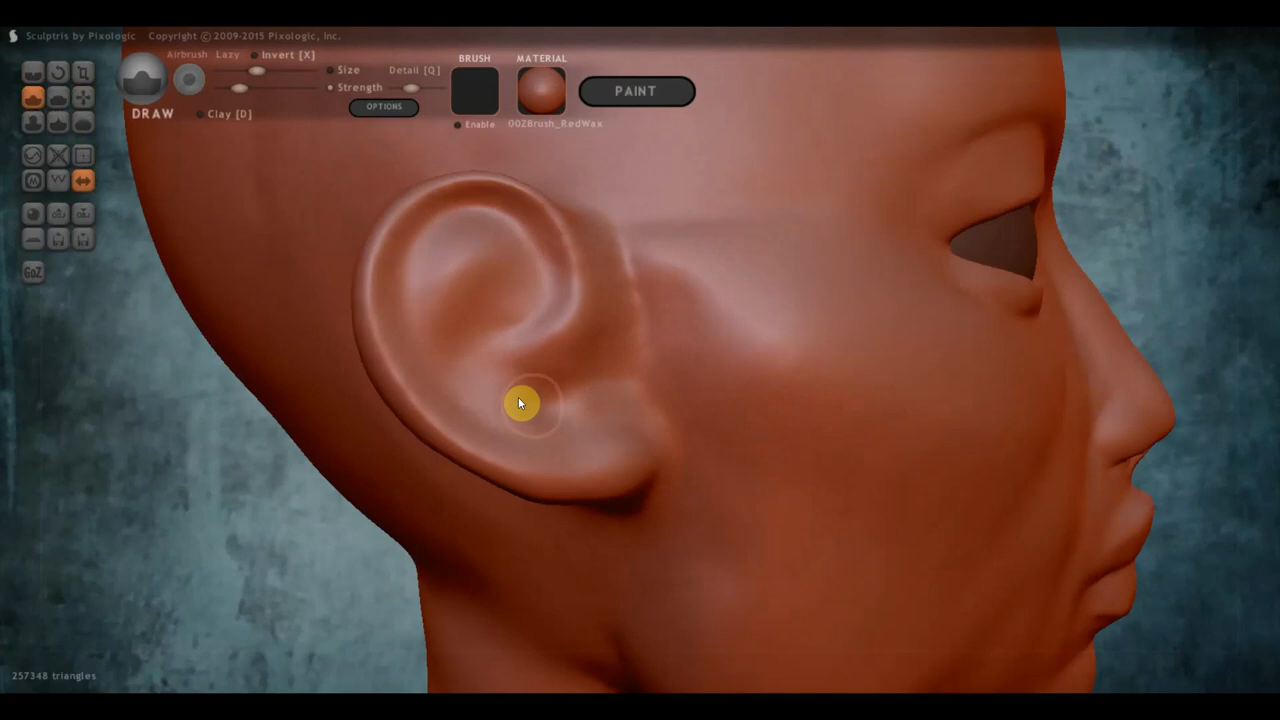 Sculptris by Pixologic Copyright ©2009-2015 Pixologic, Inc.
Airbrush Lazy Invert [X]
Size Detail [Q]
Strength
OPTIONS
DRAW Clay [D]
BRUSH
Enable
MATERIAL
00ZBrush_RedWax
PAINT
M
GoZ
257348 triangles